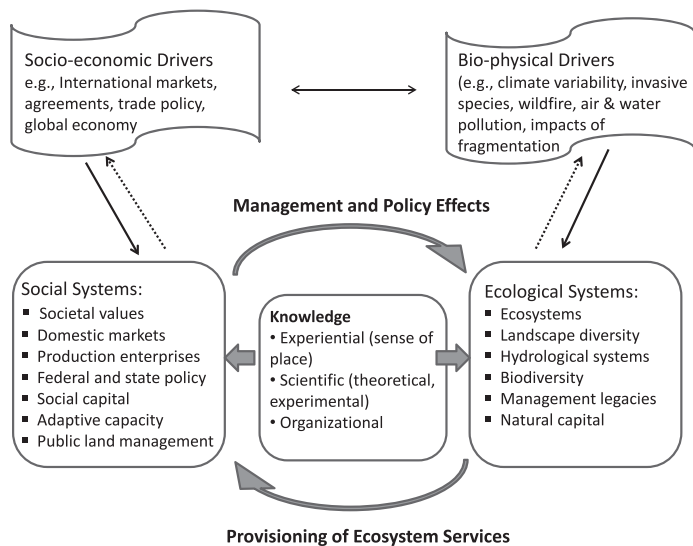 Socio-economic Drivers
e.g., International markets,
agreements, trade policy,
global economy
Bio-physical Drivers
(e.g., climate variability, invasive
species, wildfire, air & water
pollution, impacts of
fragmentation
Management and Policy Effects
Social Systems:
▪ Societal values
▪ Domestic markets
▪ Production enterprises
▪ Federal and state policy
▪ Social capital
▪ Adaptive capacity
▪ Public land management
Knowledge
• Experiential (sense of
place)
• Scientific (theoretical,
experimental)
• Organizational
Ecological Systems:
▪ Ecosystems
▪ Landscape diversity
▪ Hydrological systems
▪ Biodiversity
▪ Management legacies
▪ Natural capital
Provisioning of Ecosystem Services